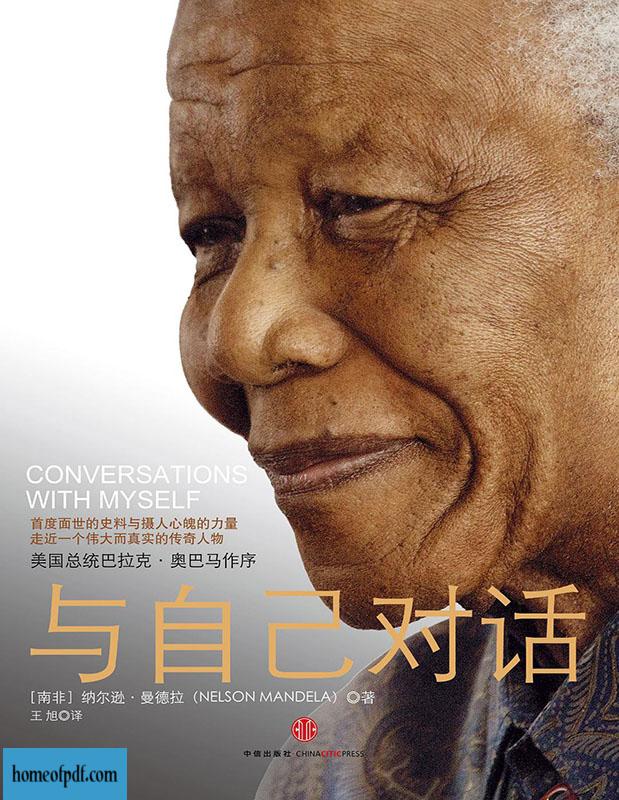 CONVERSATIONS
WITH MYSELF
首度面世的史料与摄人心魄的力量
走近一个伟大而真实的传奇人物
美国总统巴拉克·奥巴马作序
与自己对话
［南非］纳尔逊·曼德拉（NELSON MANDELA）◎著
王 旭◎译
中信出版社·CHINACITICPRESS
homeofpdf.com